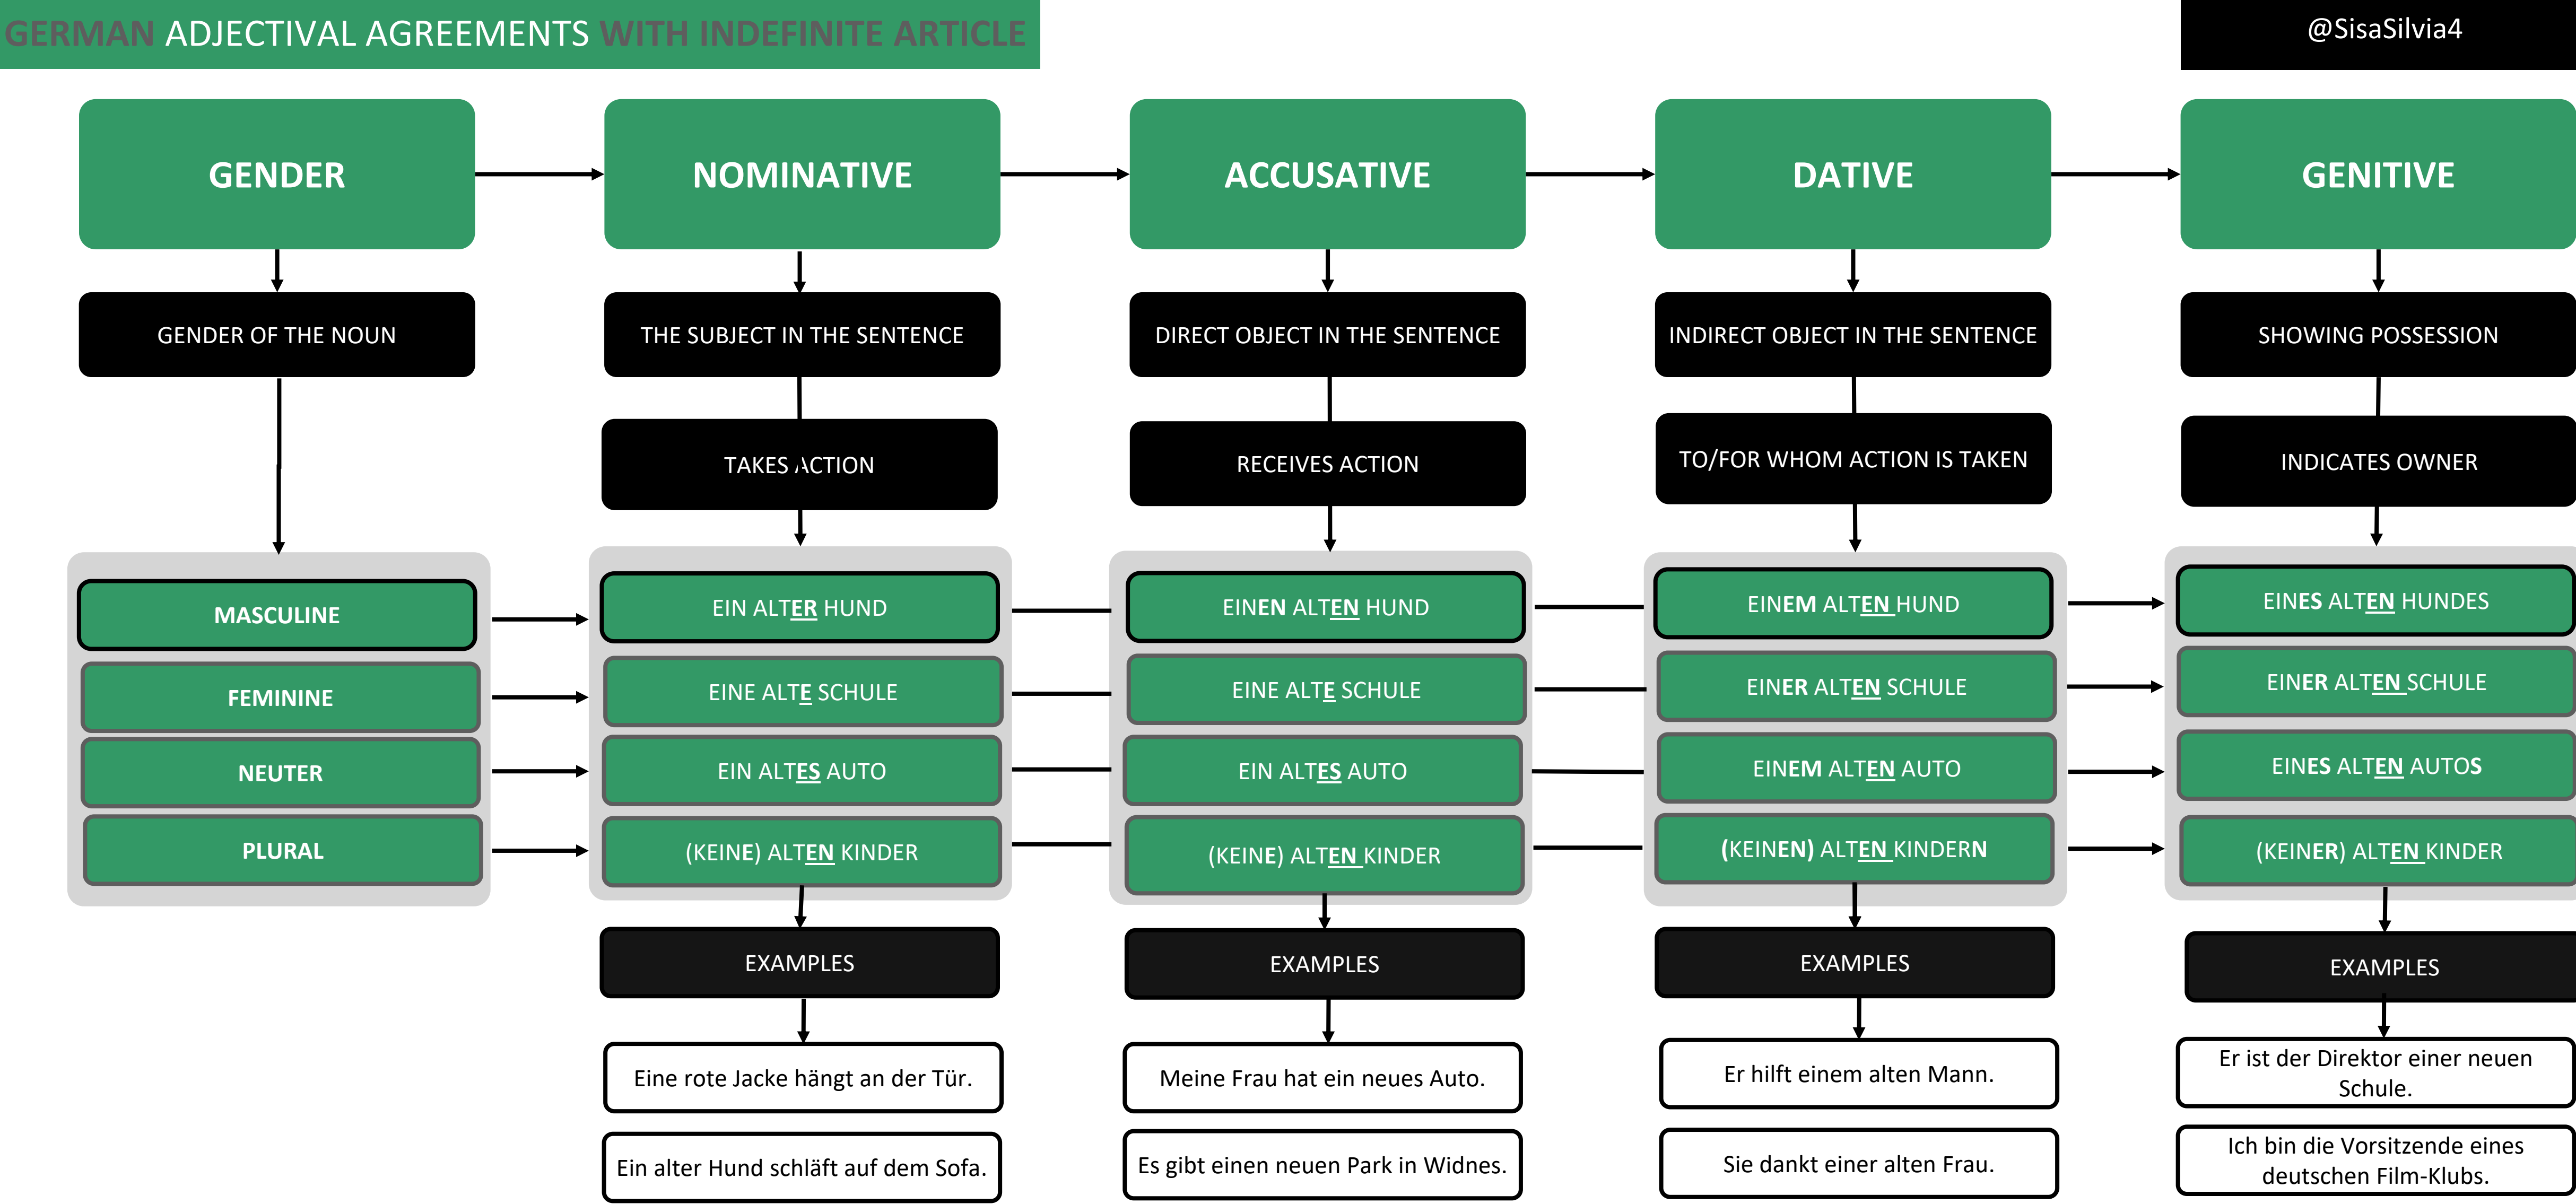 GERMAN ADJECTIVAL AGREEMENTS WITH INDEFINITE ARTICLE
@SisaSilvia4
GENDER
NOMINATIVE
ACCUSATIVE
DATIVE
GENITIVE
GENDER OF THE NOUN
THE SUBJECT IN THE SENTENCE
DIRECT OBJECT IN THE SENTENCE
INDIRECT OBJECT IN THE SENTENCE
SHOWING POSSESSION
TAKES ACTION
RECEIVES ACTION
TO/FOR WHOM ACTION IS TAKEN
INDICATES OWNER
MASCULINE
EIN ALTER HUND
EINEN ALTEN HUND
EINEM ALTEN HUND
EINES ALTEN HUNDES
FEMININE
EINE ALTE SCHULE
EINE ALTE SCHULE
EINER ALTEN SCHULE
EINER ALTEN SCHULE
NEUTER
EIN ALTES AUTO
EIN ALTES AUTO
EINEM ALTEN AUTO
EINES ALTEN AUTOS
PLURAL
(KEINE) ALTEN KINDER
(KEINE) ALTEN KINDER
(KEINEN) ALTEN KINDERN
(KEINER) ALTEN KINDER
EXAMPLES
EXAMPLES
EXAMPLES
EXAMPLES
Eine rote Jacke hängt an der Tür.
Meine Frau hat ein neues Auto.
Er hilft einem alten Mann.
Er ist der Direktor einer neuen
Schule.
Ein alter Hund schläft auf dem Sofa.
Es gibt einen neuen Park in Widnes.
Sie dankt einer alten Frau.
Ich bin die Vorsitzende eines
deutschen Film-Klubs.